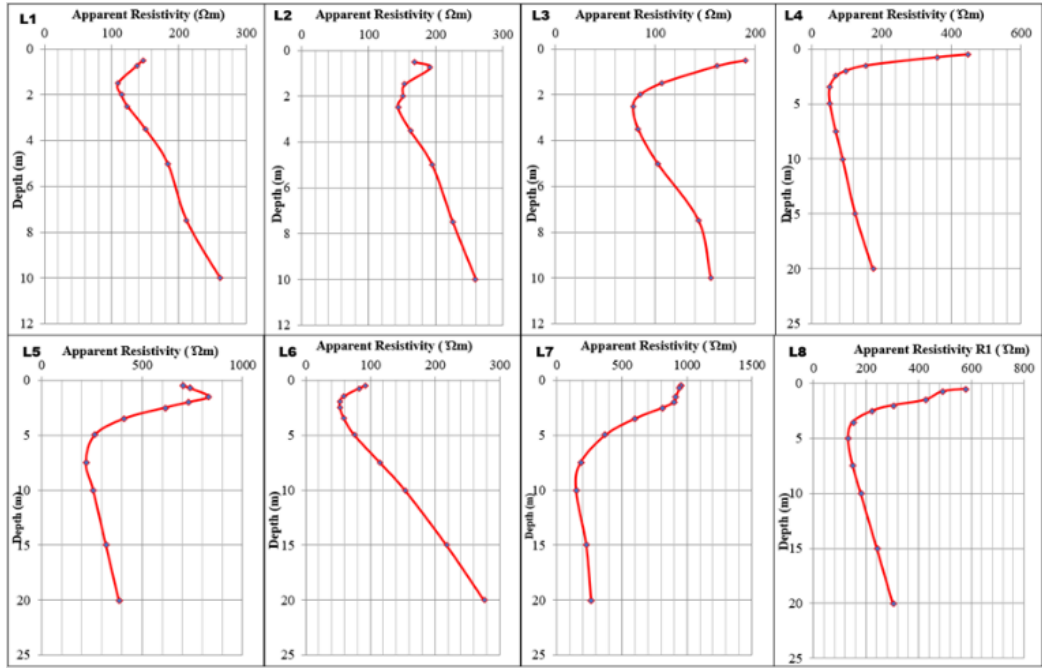 L1 Apparent Resistivity (Ωm)
0 100 200 300
0
2
4
6
8
10
12
Depth (m)
L2 Apparent Resistivity ( Ωm)
0 100 200 300
0
2
4
6
8
10
12
Depth (m)
L3 Apparent Resistivity ( Ωm)
0 100 200
0
2
4
6
8
10
12
Depth (m)
L4 Apparent Resistivity ( Ωm)
0 200 400 600
0
5
10
15
20
25
Depth (m)
L5 Apparent Resistivity ( Ωm)
0 500 1000
0
5
10
15
20
25
Depth (m)
L6 Apparent Resistivity ( Ωm)
0 100 200 300
0
5
10
15
20
25
Depth (m)
L7 Apparent Resistivity ( Ωm)
0 500 1000 1500
0
5
10
15
20
25
Depth (m)
L8 Apparent Resistivity R1 ( Ωm)
0 200 400 600 800
0
5
10
15
20
25
Depth (m)